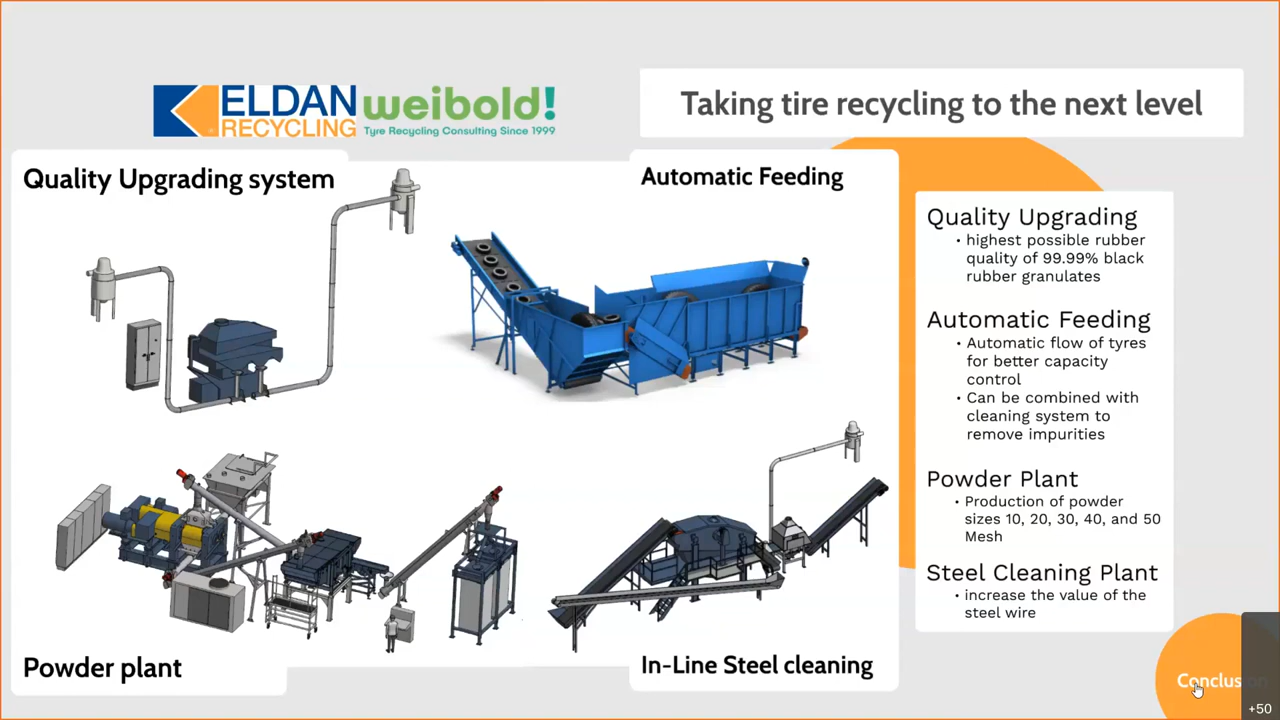 ELDAN
RECYCLING
weibold!
Tyre Recycling Consulting Since 1999
Taking tire recycling to the next level
Quality Upgrading system
Automatic Feeding
Powder plant
In-Line Steel cleaning
Quality Upgrading
• highest possible rubber
quality of 99.99% black
rubber granulates
Automatic Feeding
• Automatic flow of tyres
for better capacity
control
• Can be combined with
cleaning system to
remove impurities
Powder Plant
• Production of powder
sizes 10, 20, 30, 40, and 50
Mesh
Steel Cleaning Plant
• increase the value of the
steel wire
Conclusion
+50